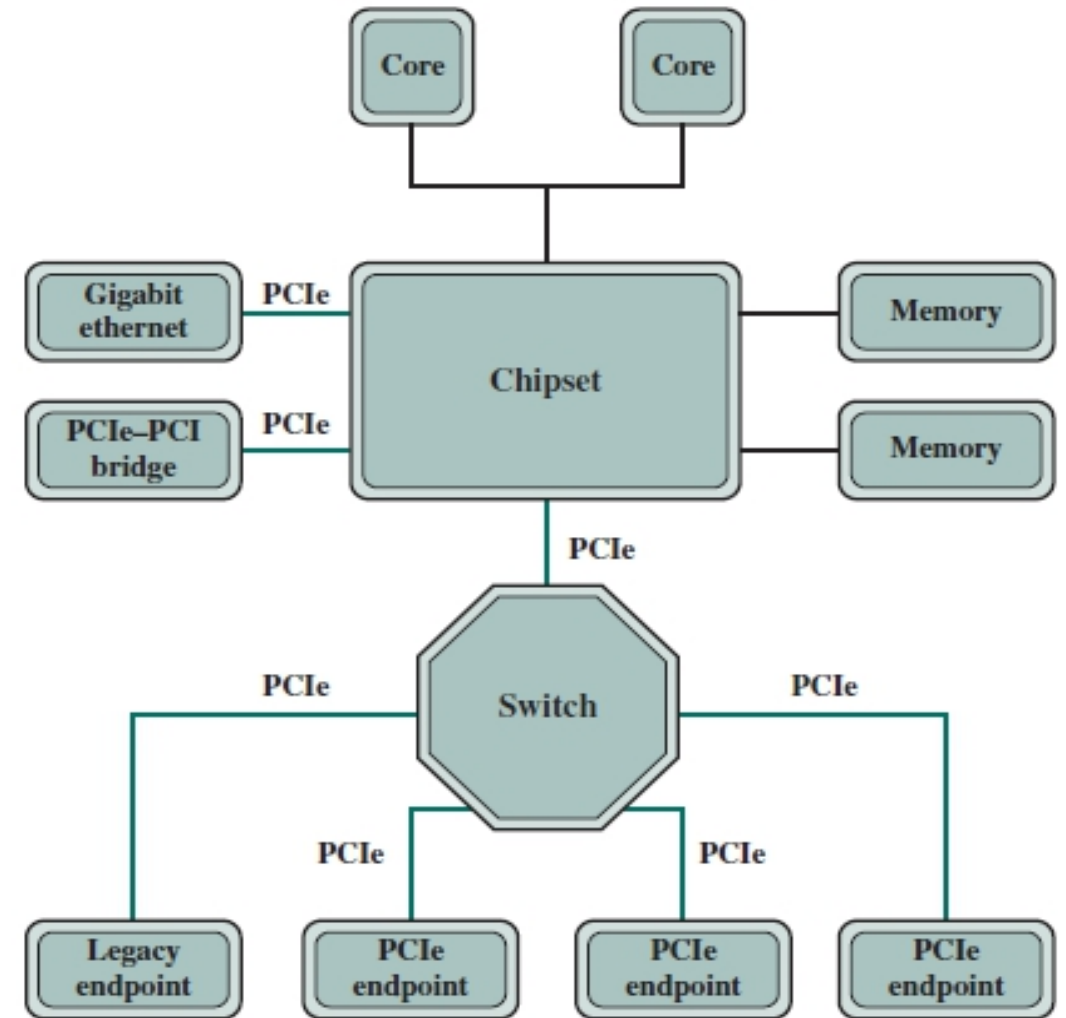 Core
Core
Gigabit
ethernet
PCIe
Chipset
Memory
PCIe–PCI
bridge
PCIe
Memory
PCIe
PCIe
Switch
PCIe
PCIe
PCIe
Legacy
endpoint
PCIe
endpoint
PCIe
endpoint
PCIe
endpoint